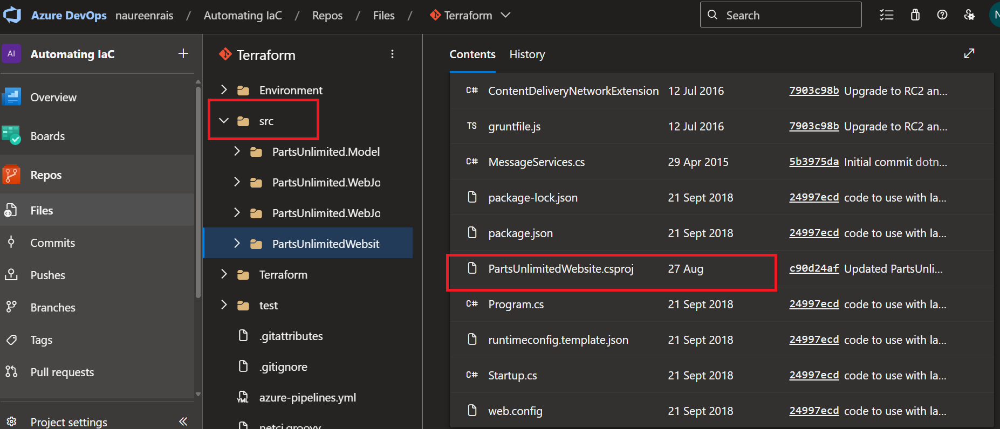 Azure DevOps naureenrais / Automating IaC / Repos / Files / Terraform
Search
N
AI Automating IaC
Overview
Boards
Repos
Files
Commits
Pushes
Branches
Tags
Pull requests
Project settings
Terraform
Environment
src
PartsUnlimited.Model
PartsUnlimited.WebJo
PartsUnlimited.WebJo
PartsUnlimitedWebsit
Terraform
test
.gitattributes
.gitignore
YML azure-pipelines.yml
netci.groovy
Contents History
C# ContentDeliveryNetworkExtension 12 Jul 2016 7903c98b Upgrade to RC2 an...
TS gruntfile.js 12 Jul 2016 7903c98b Upgrade to RC2 an...
C# MessageServices.cs 29 Apr 2015 5b3975da Initial commit dotn...
package-lock.json 21 Sept 2018 24997ecd code to use with la...
package.json 21 Sept 2018 24997ecd code to use with la...
PartsUnlimitedWebsite.csproj 27 Aug c90d24af Updated PartsUnli...
C# Program.cs 21 Sept 2018 24997ecd code to use with la...
runtimeconfig.template.json 21 Sept 2018 24997ecd code to use with la...
C# Startup.cs 21 Sept 2018 24997ecd code to use with la...
web.config 21 Sept 2018 24997ecd code to use with la...